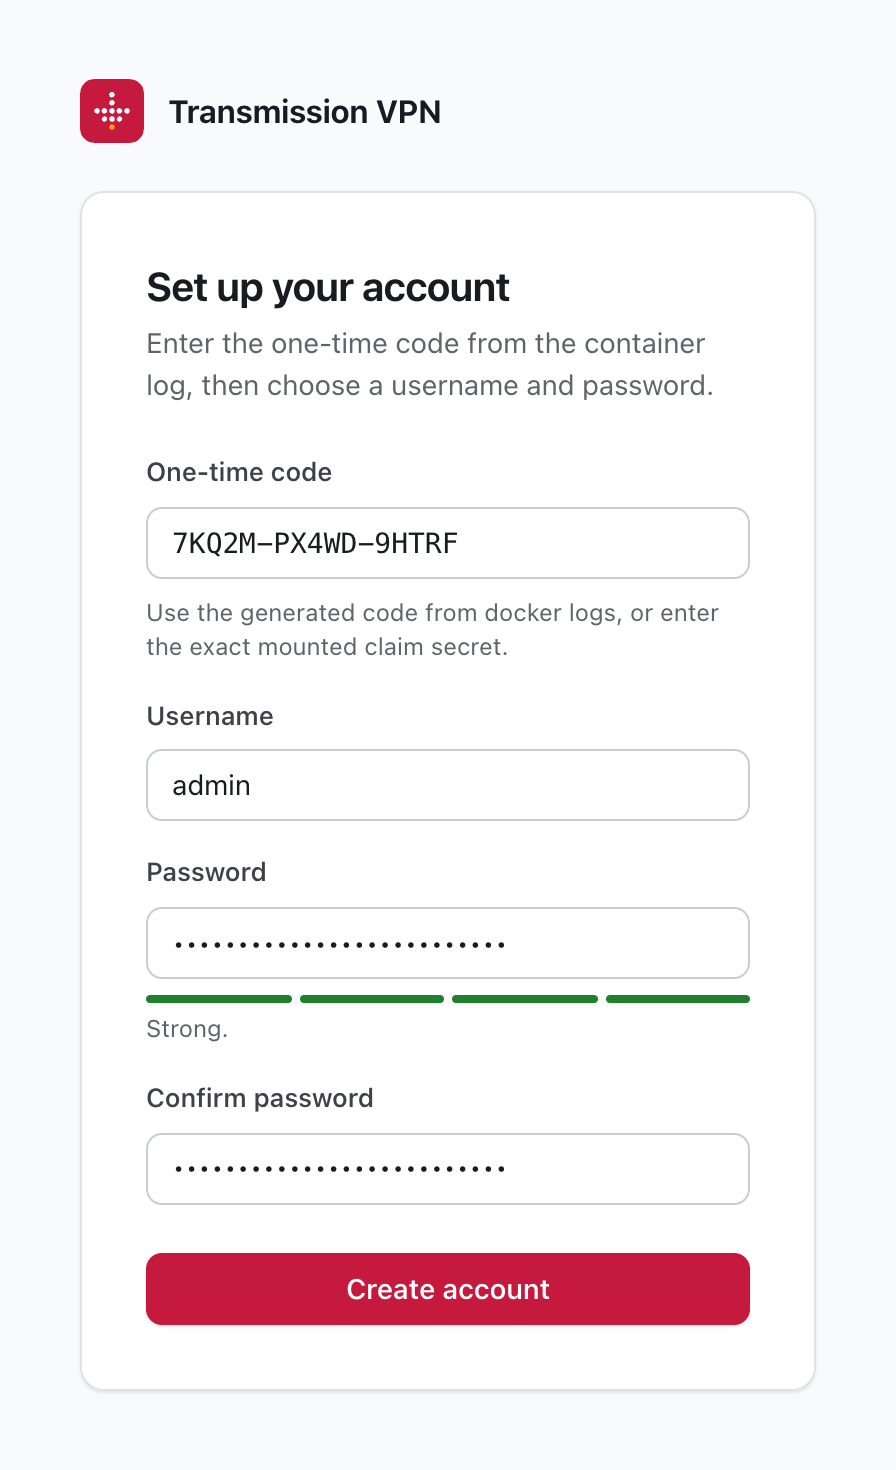 Transmission VPN
Set up your account
Enter the one-time code from the container
log, then choose a username and password.
One-time code
7KQ2M-PX4WD-9HTRF
Use the generated code from docker logs, or enter
the exact mounted claim secret.
Username
admin
Password
••••••••••••••••••••••••••
Strong.
Confirm password
••••••••••••••••••••••••••
Create account